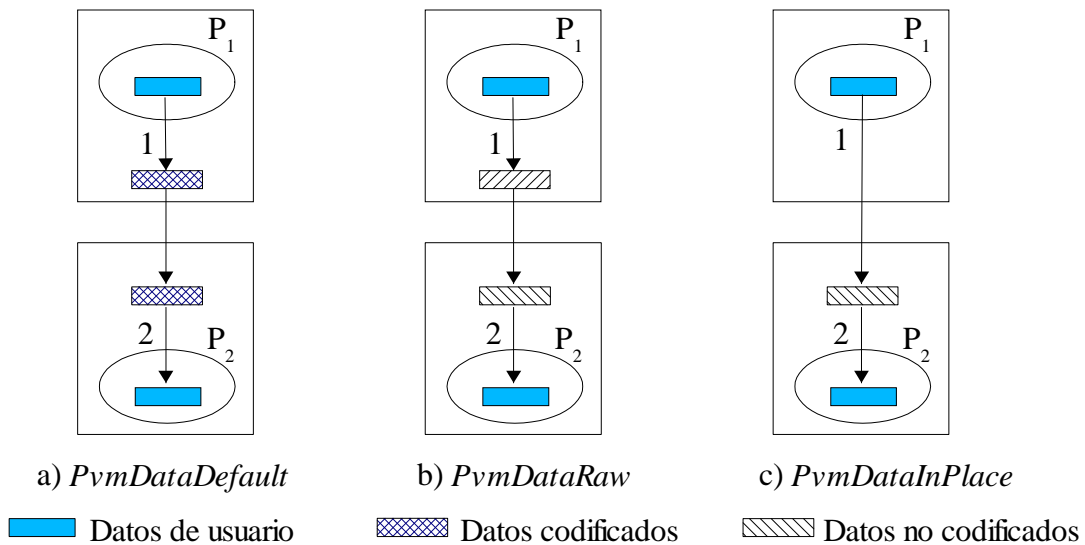 P1 P1 P1
1 1 1
2 P2 2 P2 2 P2
a) PvmDataDefault b) PvmDataRaw c) PvmDataInPlace
Datos de usuario Datos codificados Datos no codificados